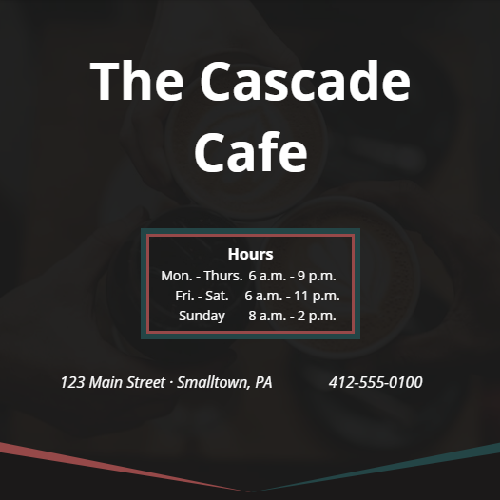 The Cascade
Cafe
Hours
Mon. - Thurs. 6 a.m. - 9 p.m.
Fri. - Sat. 6 a.m. - 11 p.m.
Sunday 8 a.m. - 2 p.m.
123 Main Street · Smalltown, PA 412-555-0100